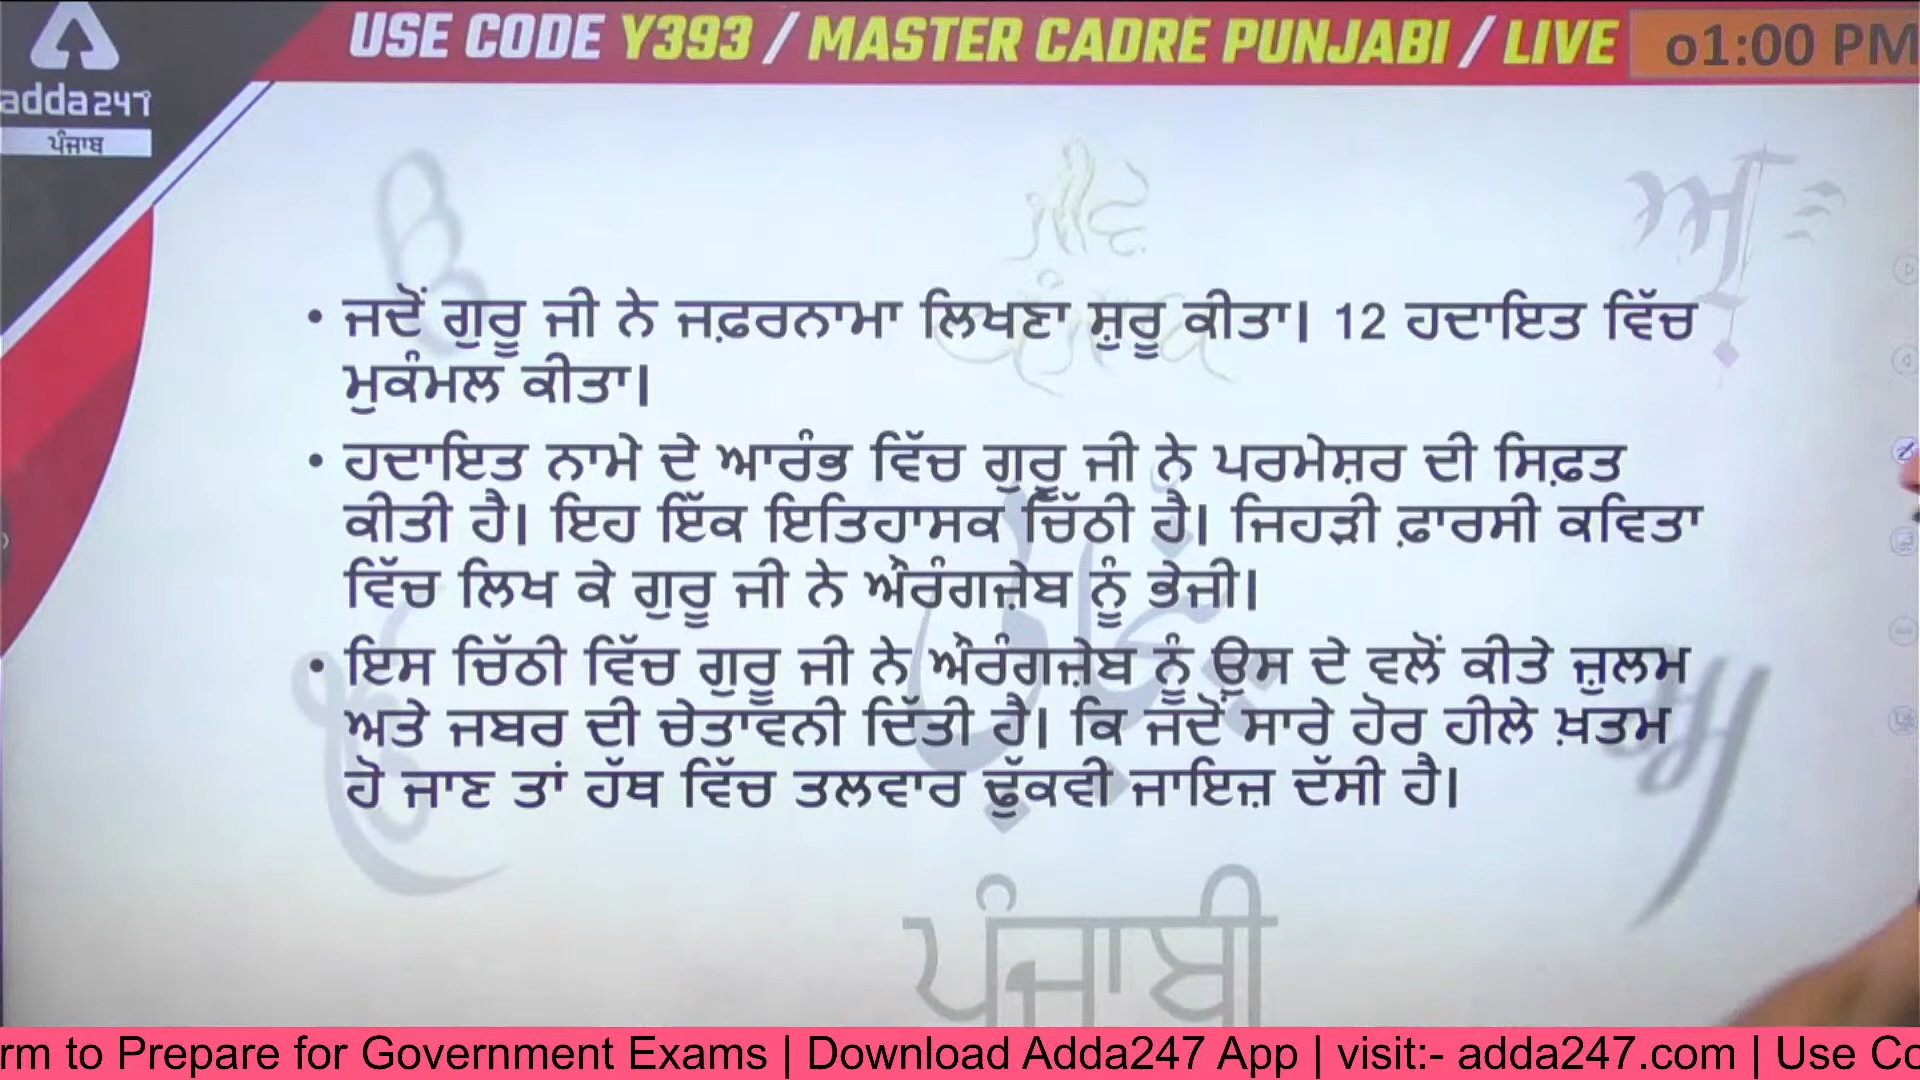 USE CODE Y393 / MASTER CADRE PUNJABI / LIVE
01:00 PM
adda247
ਪੰਜਾਬ
• ਜਦੋਂ ਗੁਰੂ ਜੀ ਨੇ ਜਫ਼ਰਨਾਮਾ ਲਿਖਣਾ ਸ਼ੁਰੂ ਕੀਤਾ। 12 ਹਦਾਇਤ ਵਿੱਚ
ਮੁਕੰਮਲ ਕੀਤਾ।
• ਹਦਾਇਤ ਨਾਮੇ ਦੇ ਆਰੰਭ ਵਿੱਚ ਗੁਰੂ ਜੀ ਨੇ ਪਰਮੇਸ਼ਰ ਦੀ ਸਿਫ਼ਤ
ਕੀਤੀ ਹੈ। ਇਹ ਇੱਕ ਇਤਿਹਾਸਕ ਚਿੱਠੀ ਹੈ। ਜਿਹੜੀ ਫ਼ਾਰਸੀ ਕਵਿਤਾ
ਵਿੱਚ ਲਿਖ ਕੇ ਗੁਰੂ ਜੀ ਨੇ ਔਰੰਗਜ਼ੇਬ ਨੂੰ ਭੇਜੀ।
• ਇਸ ਚਿੱਠੀ ਵਿੱਚ ਗੁਰੂ ਜੀ ਨੇ ਔਰੰਗਜ਼ੇਬ ਨੂੰ ਉਸ ਦੇ ਵਲੋਂ ਕੀਤੇ ਜ਼ੁਲਮ
ਅਤੇ ਜਬਰ ਦੀ ਚੇਤਾਵਨੀ ਦਿੱਤੀ ਹੈ। ਕਿ ਜਦੋਂ ਸਾਰੇ ਹੋਰ ਹੀਲੇ ਖ਼ਤਮ
ਹੋ ਜਾਣ ਤਾਂ ਹੱਥ ਵਿੱਚ ਤਲਵਾਰ ਢੁੱਕਵੀ ਜਾਇਜ਼ ਦੱਸੀ ਹੈ।
ਪੰਜਾਬੀ
rm to Prepare for Government Exams | Download Adda247 App | visit:- adda247.com | Use Co